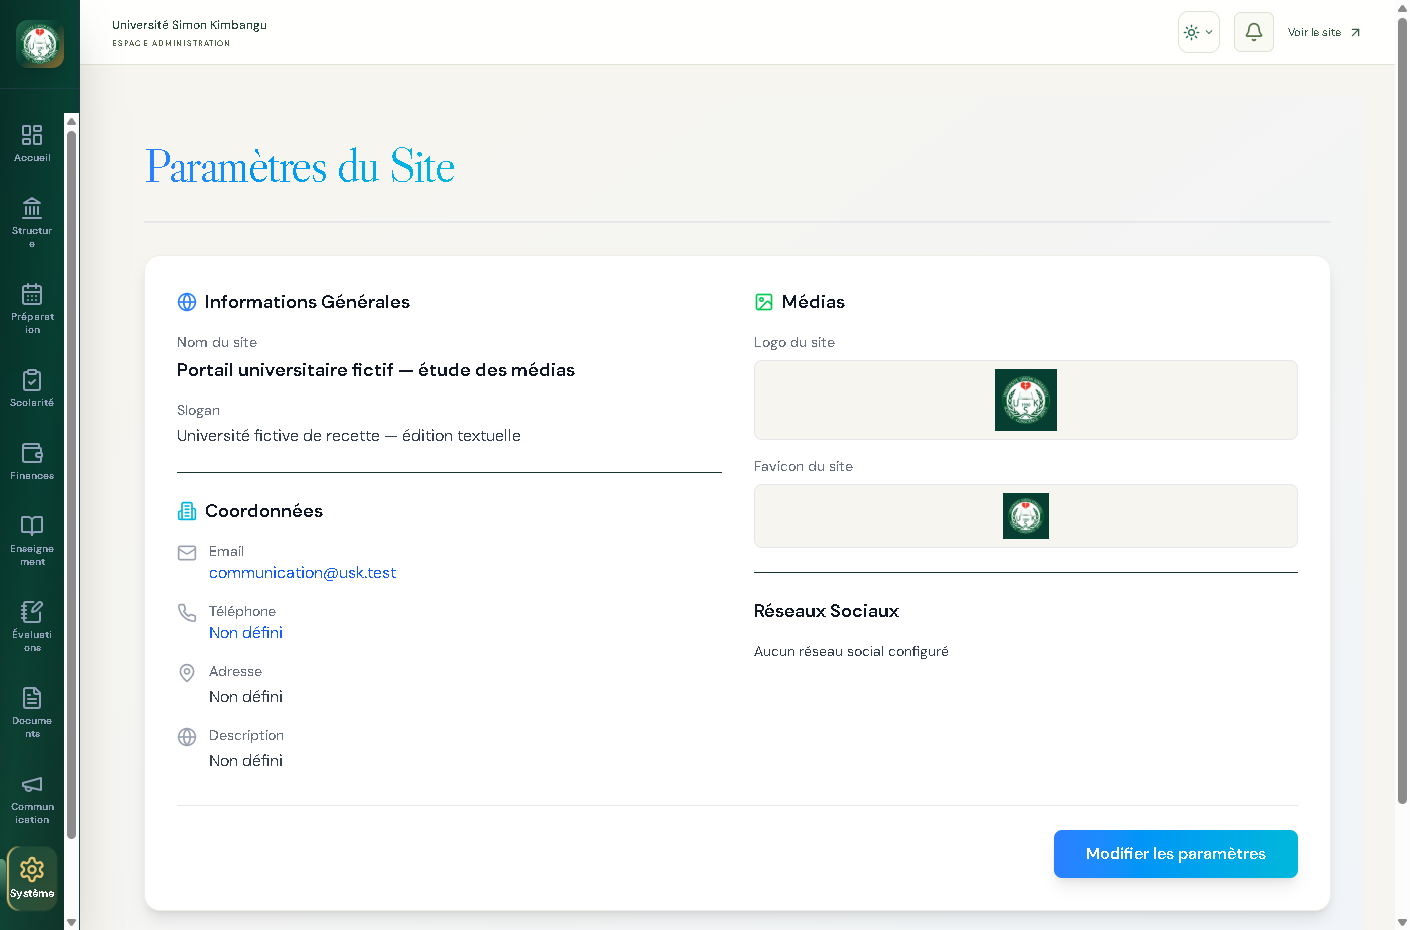 Université Simon Kimbangu
ESPACE ADMINISTRATION
Voir le site
Accueil
Structur
e
Préparat
ion
Scolarité
Finances
Enseigne
ment
Évaluati
ons
Docume
nts
Commun
ication
Système
Paramètres du Site
Informations Générales
Nom du site
Portail universitaire fictif — étude des médias
Slogan
Université fictive de recette — édition textuelle
Coordonnées
Email
communication@usk.test
Téléphone
Non défini
Adresse
Non défini
Description
Non défini
Médias
Logo du site
Favicon du site
Réseaux Sociaux
Aucun réseau social configuré
Modifier les paramètres